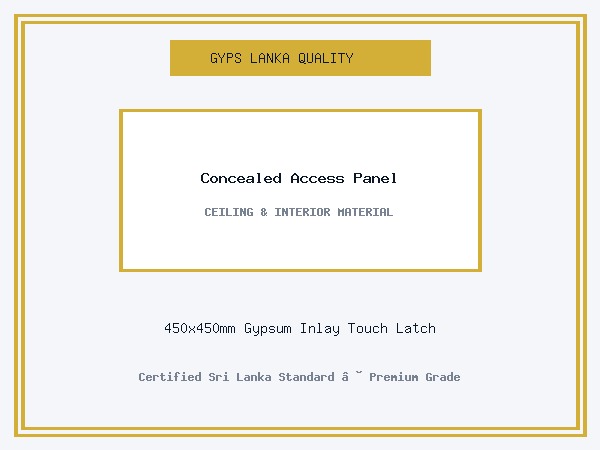 GYPS LANKA QUALITY
Concealed Access Panel
CEILING & INTERIOR MATERIAL
450x450mm Gypsum Inlay Touch Latch
Certified Sri Lanka Standard â ˘ Premium Grade